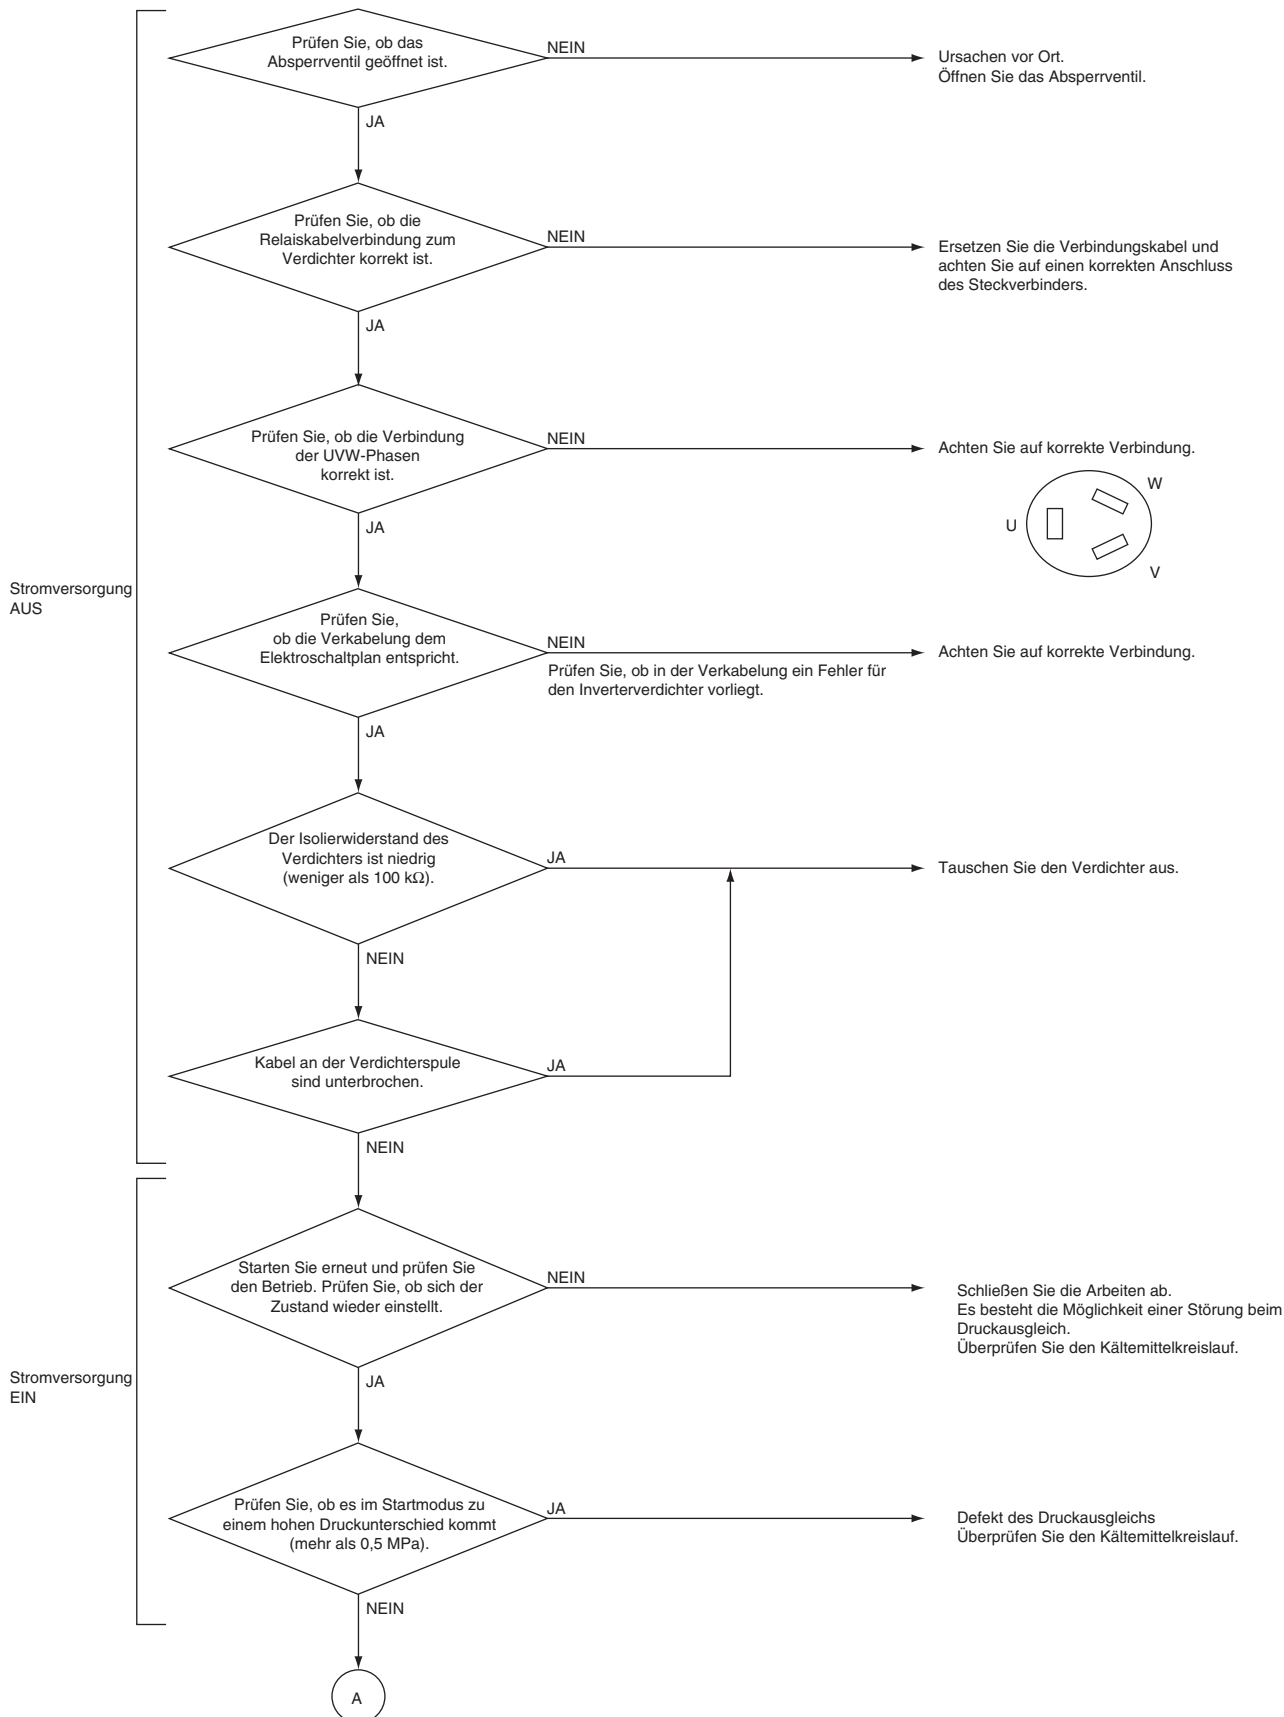 Prüfen Sie, ob das
Absperrventil geöffnet ist.
NEIN
Ursachen vor Ort.
Öffnen Sie das Absperrventil.
JA
Prüfen Sie, ob die
Relaiskabelverbindung zum
Verdichter korrekt ist.
NEIN
Ersetzen Sie die Verbindungskabel und
achten Sie auf einen korrekten Anschluss
des Steckverbinders.
JA
Prüfen Sie, ob die Verbindung
der UVW-Phasen
korrekt ist.
NEIN
Achten Sie auf korrekte Verbindung.
W
U
V
JA
Stromversorgung
AUS
Prüfen Sie,
ob die Verkabelung dem
Elektroschaltplan entspricht.
NEIN
Prüfen Sie, ob in der Verkabelung ein Fehler für
den Inverterverdichter vorliegt.
Achten Sie auf korrekte Verbindung.
JA
Der Isolierwiderstand des
Verdichters ist niedrig
(weniger als 100 kΩ).
JA
Tauschen Sie den Verdichter aus.
NEIN
Kabel an der Verdichterspule
sind unterbrochen.
JA
NEIN
Starten Sie erneut und prüfen Sie
den Betrieb. Prüfen Sie, ob sich der
Zustand wieder einstellt.
NEIN
Schließen Sie die Arbeiten ab.
Es besteht die Möglichkeit einer Störung beim
Druckausgleich.
Überprüfen Sie den Kältemittelkreislauf.
Stromversorgung
EIN
JA
Prüfen Sie, ob es im Startmodus zu
einem hohen Druckunterschied kommt
(mehr als 0,5 MPa).
JA
Defekt des Druckausgleichs
Überprüfen Sie den Kältemittelkreislauf.
NEIN
A